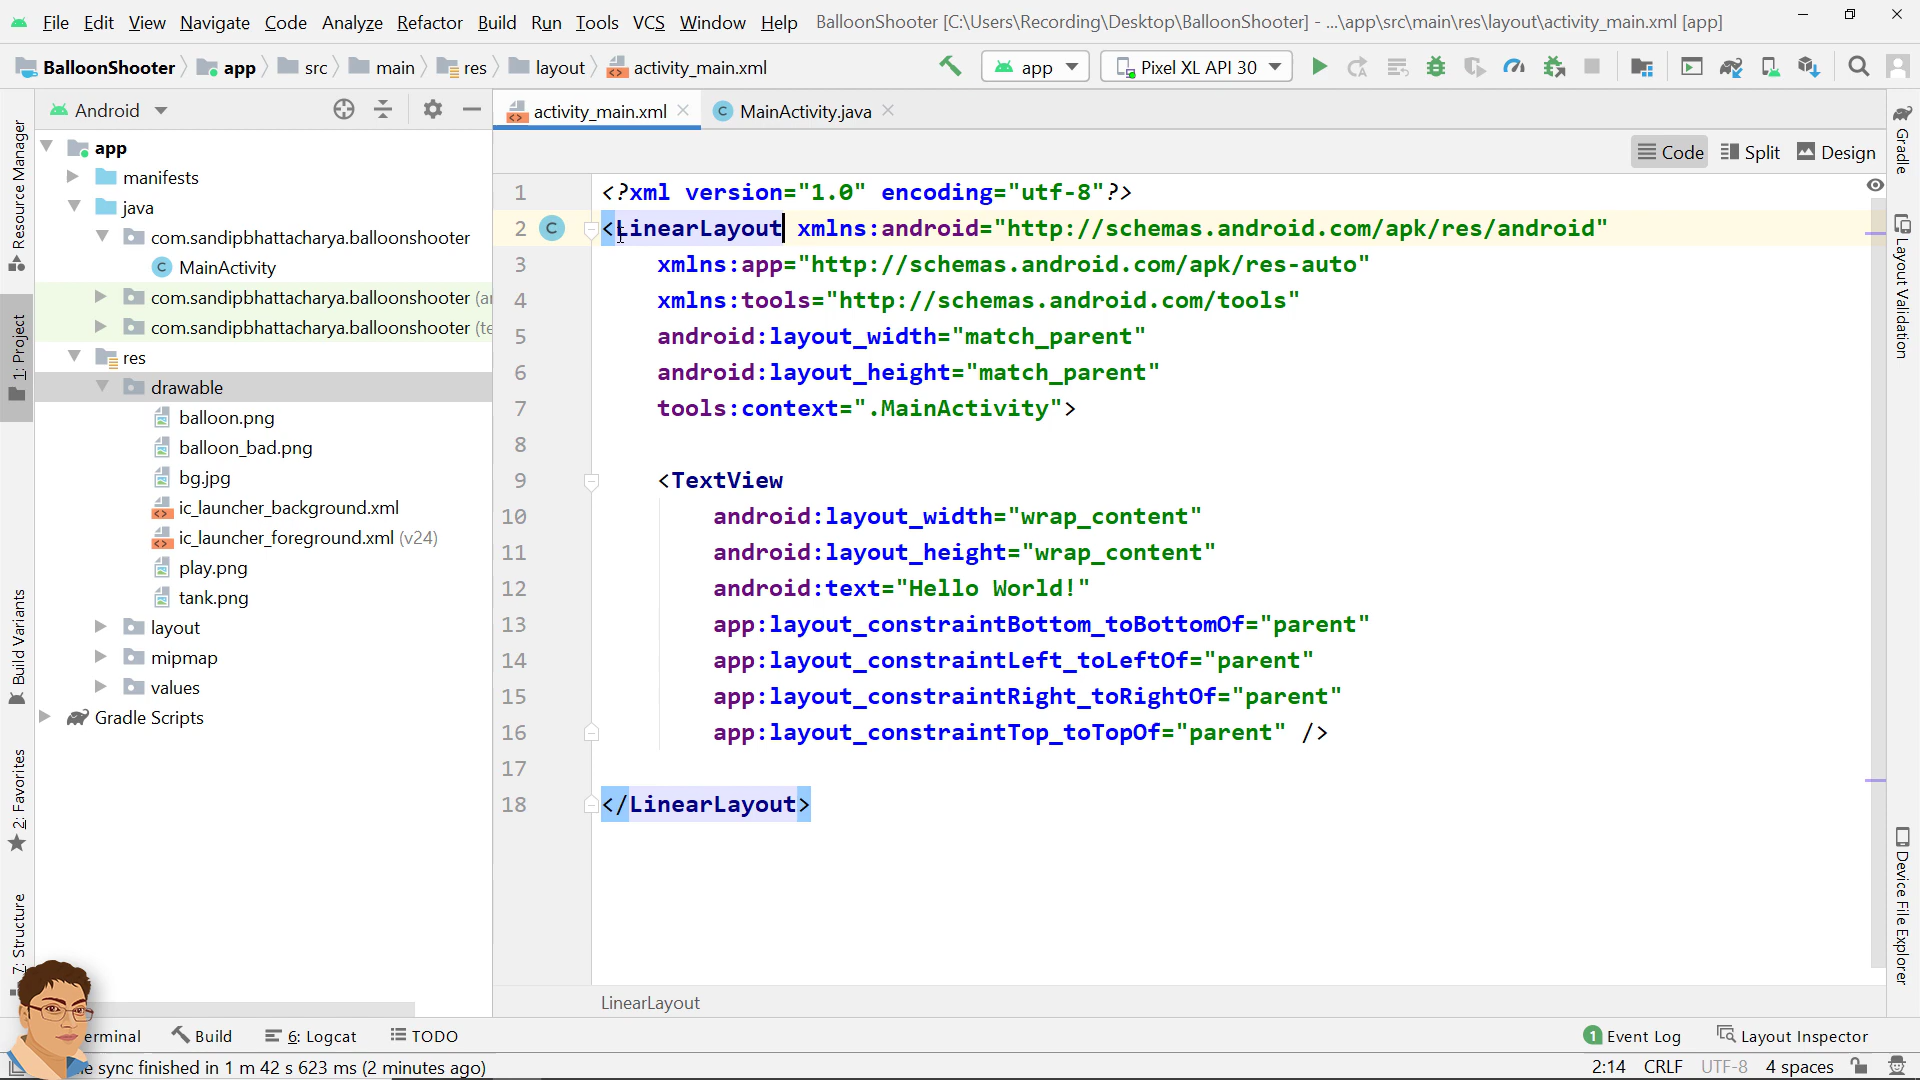 File Edit View Navigate Code Analyze Refactor Build Run Tools VCS Window Help BalloonShooter [C:\Users\Recording\Desktop\BalloonShooter] - ...\app\src\main\res\layout\activity_main.xml [app]
BalloonShooter app src main res layout activity_main.xml app Pixel XL API 30
Android
activity_main.xml MainActivity.java
Code Split Design
app
manifests
java
com.sandipbhattacharya.balloonshooter
MainActivity
com.sandipbhattacharya.balloonshooter (
com.sandipbhattacharya.balloonshooter (te
res
drawable
balloon.png
balloon_bad.png
bg.jpg
ic_launcher_background.xml
ic_launcher_foreground.xml (v24)
play.png
tank.png
layout
mipmap
values
Gradle Scripts
Resource Manager
1: Project
Build Variants
2: Favorites
7: Structure
1 <?xml version="1.0" encoding="utf-8"?>
2 C <LinearLayout xmlns:android="http://schemas.android.com/apk/res/android"
3 xmlns:app="http://schemas.android.com/apk/res-auto"
4 xmlns:tools="http://schemas.android.com/tools"
5 android:layout_width="match_parent"
6 android:layout_height="match_parent"
7 tools:context=".MainActivity">
8
9 <TextView
10 android:layout_width="wrap_content"
11 android:layout_height="wrap_content"
12 android:text="Hello World!"
13 app:layout_constraintBottom_toBottomOf="parent"
14 app:layout_constraintLeft_toLeftOf="parent"
15 app:layout_constraintRight_toRightOf="parent"
16 app:layout_constraintTop_toTopOf="parent" />
17
18 </LinearLayout>
LinearLayout
Gradle
Layout Validation
Device File Explorer
erminal Build 6: Logcat TODO 1 Event Log Layout Inspector
sync finished in 1 m 42 s 623 ms (2 minutes ago) 2:14 CRLF UTF-8 4 spaces